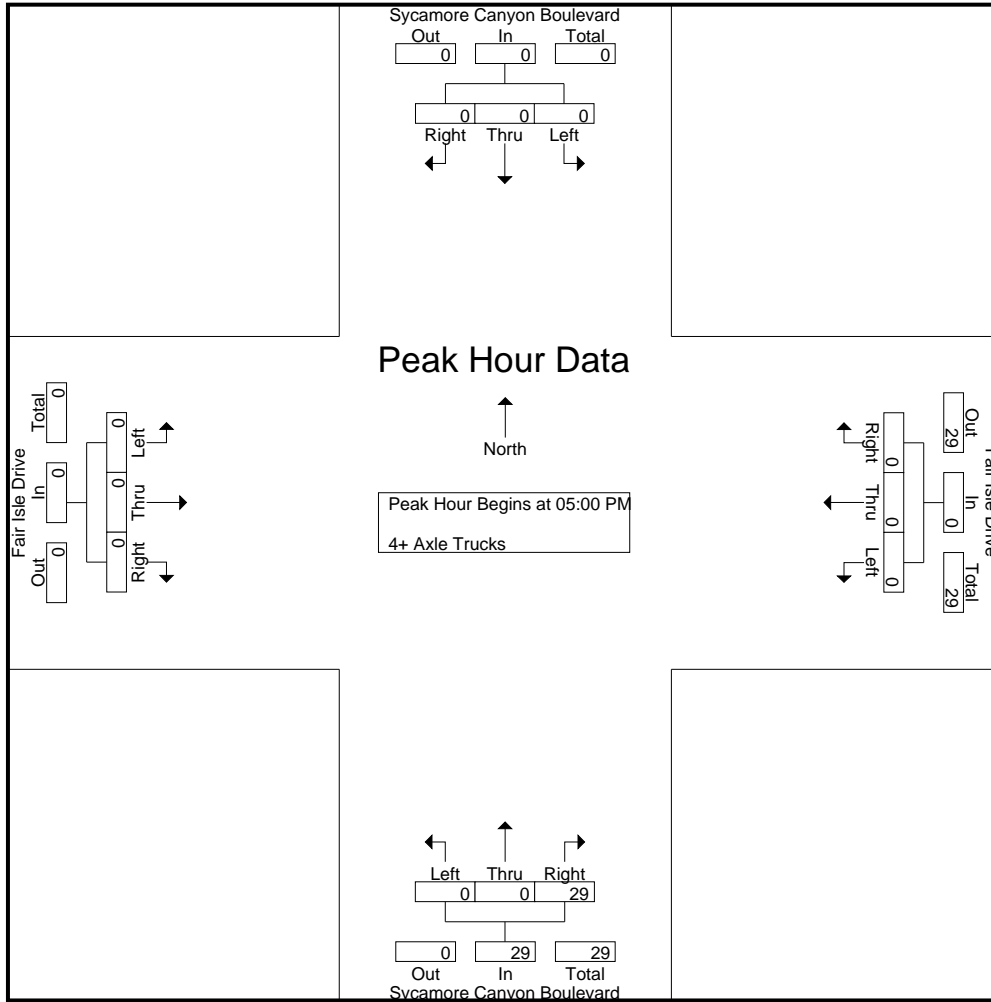 Sycamore Canyon Boulevard
Out In Total
0 0 0
0 0 0
Right Thru Left
Peak Hour Data
North
Peak Hour Begins at 05:00 PM
4+ Axle Trucks
Fair Isle Drive
Total In Out
0 0 0
0 0 0
Left Thru Right
Right Thru Left
0 0 0
Out In Total
29 0 29
Fair Isle Drive
Left Thru Right
0 0 29
0 29 29
Out In Total
Sycamore Canyon Boulevard